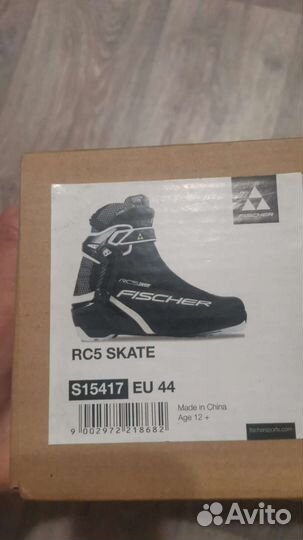 FISCHER
RC5 SKATE
FISCHER
RC5 SKATE
S15417 EU 44
Made in China
Age 12 +
9 002972 218682
fischersports.com
Avito